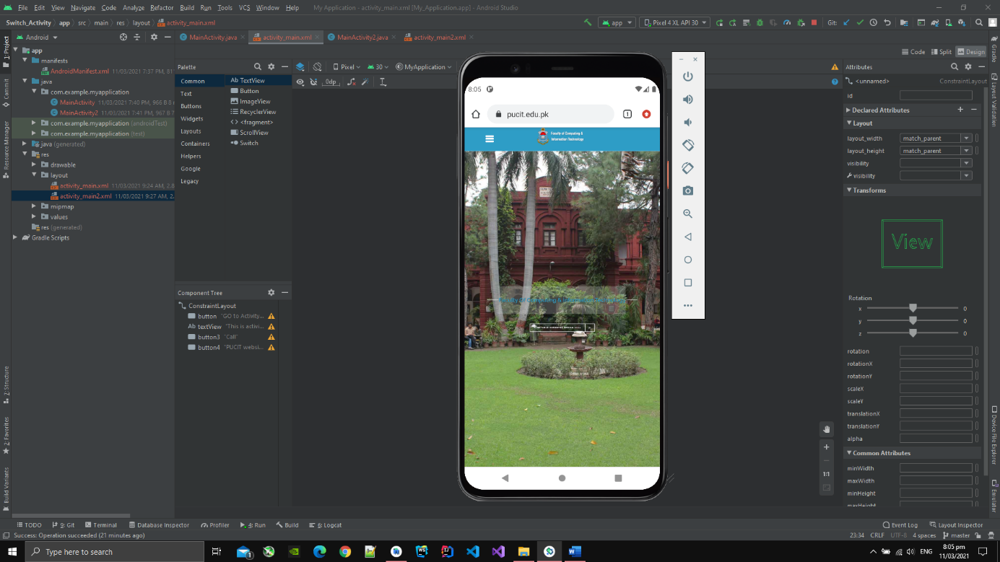 File Edit View Navigate Code Analyze Refactor Build Run Tools VCS Window Help My Application - activity_main.xml [My_Application.app] - Android Studio
Switch_Activity app src main res layout activity_main.xml
app Pixel 4 XL API 30 Git:
Android
MainActivity.java activity_main.xml MainActivity2.java activity_main2.xml
Code Split Design
1: Project
Commit
Resource Manager
Z: Structure
2: Favorites
Build Variants
app
manifests
AndroidManifest.xml 11/03/2021 7:37 PM, 81
java
com.example.myapplication
MainActivity 11/03/2021 7:40 PM, 966 B 8
MainActivity2 11/03/2021 7:41 PM, 967 B 7
com.example.myapplication (androidTest)
com.example.myapplication (test)
java (generated)
res
drawable
layout
activity_main.xml 11/03/2021 9:24 AM, 2.8
activity_main2.xml 11/03/2021 9:27 AM, 2.
mipmap
values
res (generated)
Gradle Scripts
Palette
Common
Text
Buttons
Widgets
Layouts
Containers
Helpers
Google
Legacy
Ab TextView
Button
ImageView
RecyclerView
<> <fragment>
ScrollView
Switch
Component Tree
ConstraintLayout
button "GO to Activity...
Ab textView "This is activi...
button3 "Call"
button4 "PUCIT websi...
Pixel 30 MyApplication
0dp
8:05
pucit.edu.pk 1
Faculty of Computing &
Information Technology
1:1
Attributes
<unnamed> ConstraintLayout
id
Declared Attributes
Layout
layout_width match_parent
layout_height match_parent
visibility
visibility
Transforms
View
Rotation
x 0
y 0
z 0
rotation
rotationX
rotationY
scaleX
scaleY
translationX
translationY
alpha
Common Attributes
minWidth
maxWidth
minHeight
maxHeight
Gradle
Layout Validation
Device File Explorer
Emulator
TODO 9: Git Terminal Database Inspector Profiler 4: Run Build 6: Logcat Event Log Layout Inspector
Success: Operation succeeded (21 minutes ago) 23:34 CRLF UTF-8 4 spaces master
Type here to search 1 ENG 8:05 pm
11/03/2021